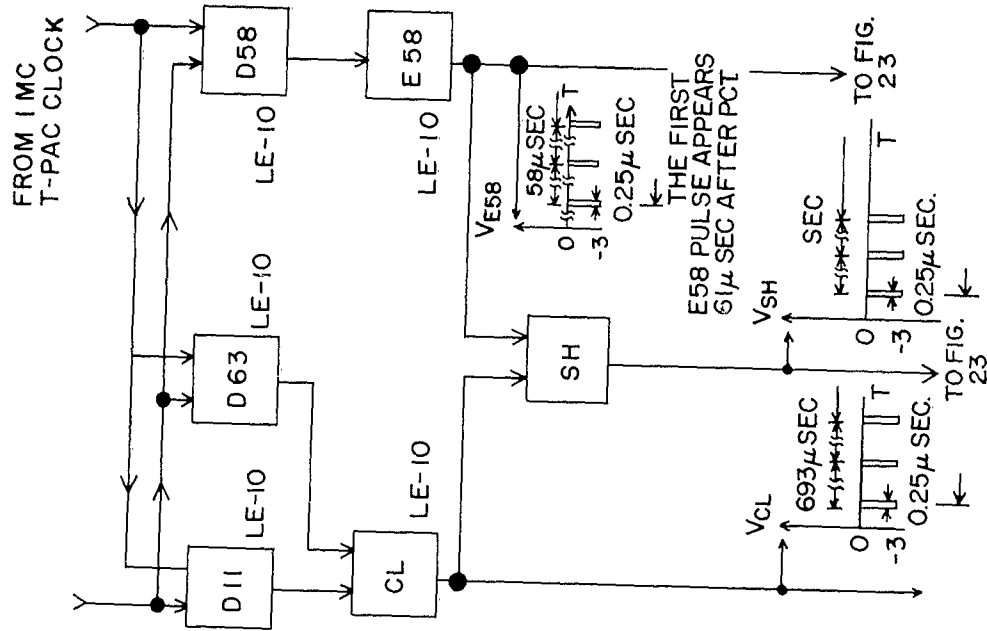 FROM 1 MC
T-PAC CLOCK
D11
LE-10
D63
LE-10
D58
LE-10
CL
LE-10
E58
LE-10
SH
VE58
0
-3
58μSEC
T
0.25μSEC
THE FIRST
E58 PULSE APPEARS
61μ SEC AFTER PCT
VCL
0
-3
693μSEC
T
0.25μSEC.
VSH
0
-3
SEC
T
0.25μSEC.
TO FIG.
23
TO FIG.
23